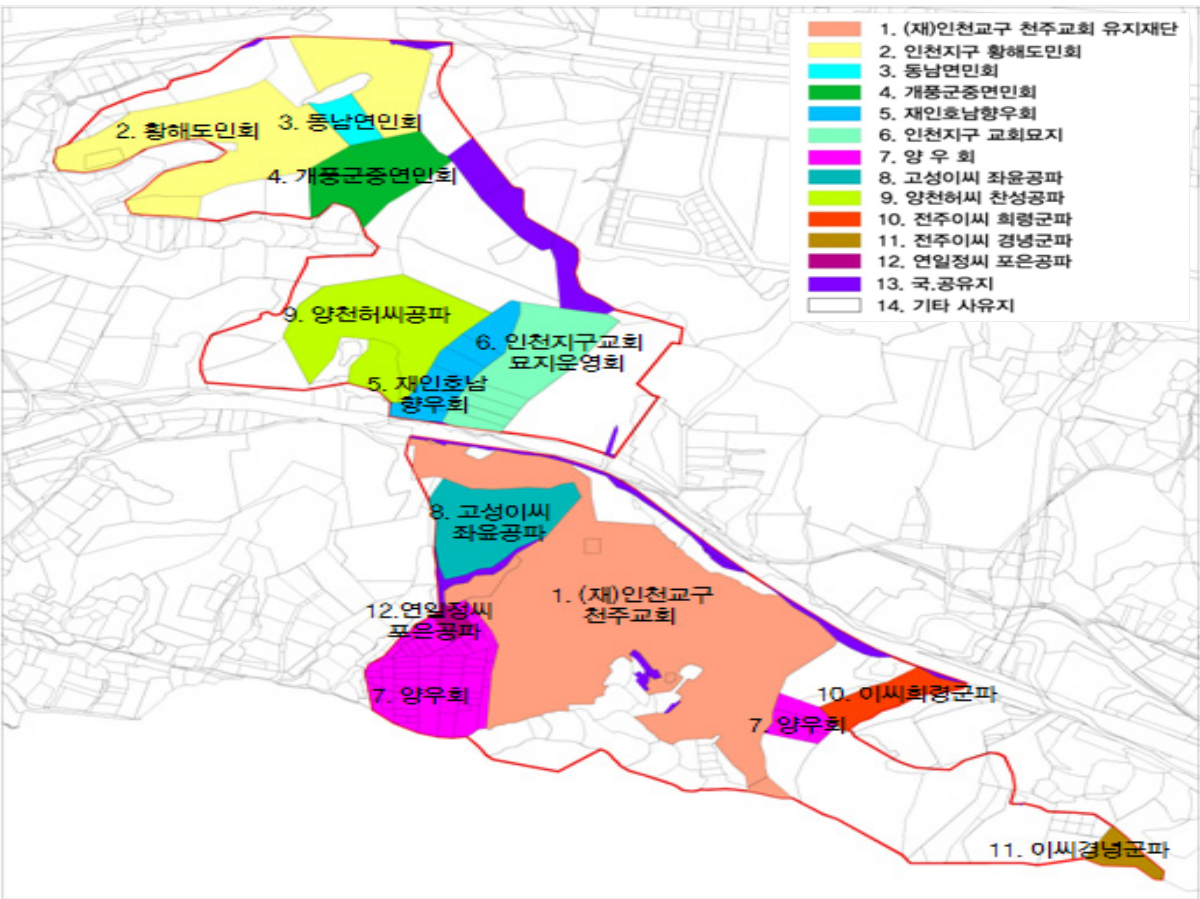 1. (재)인천교구 천주교회 유지재단
2. 인천지구 황해도민회
3. 동남면민회
4. 개풍군중면민회
5. 재인호남향우회
6. 인천지구 교회묘지
7. 양 우 회
8. 고성이씨 좌윤공파
9. 양천허씨 찬성공파
10. 전주이씨 희령군파
11. 전주이씨 경녕군파
12. 연일정씨 포은공파
13. 국.공유지
14. 기타 사유지
2. 황해도민회
3. 동남면민회
4. 개풍군중면민회
9. 양천허씨공파
6. 인천지구교회
묘지운영회
5. 재인호남
향우회
8. 고성이씨
좌윤공파
1. (재)인천교구
천주교회
12.연일정씨
포은공파
7. 양우회
10. 이씨희령군파
7. 양우회
11. 이씨경녕군파